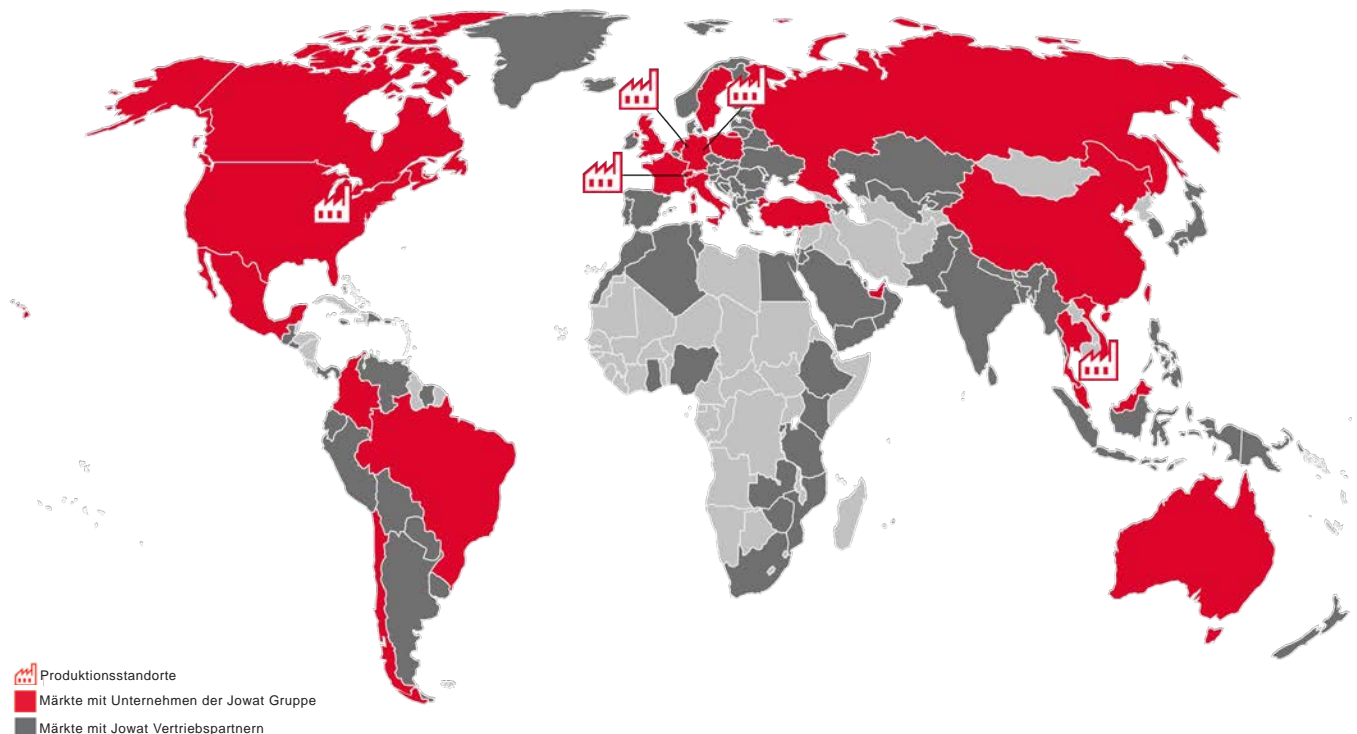 Produktionsstandorte
Märkte mit Unternehmen der Jowat Gruppe
Märkte mit Jowat Vertriebspartnern